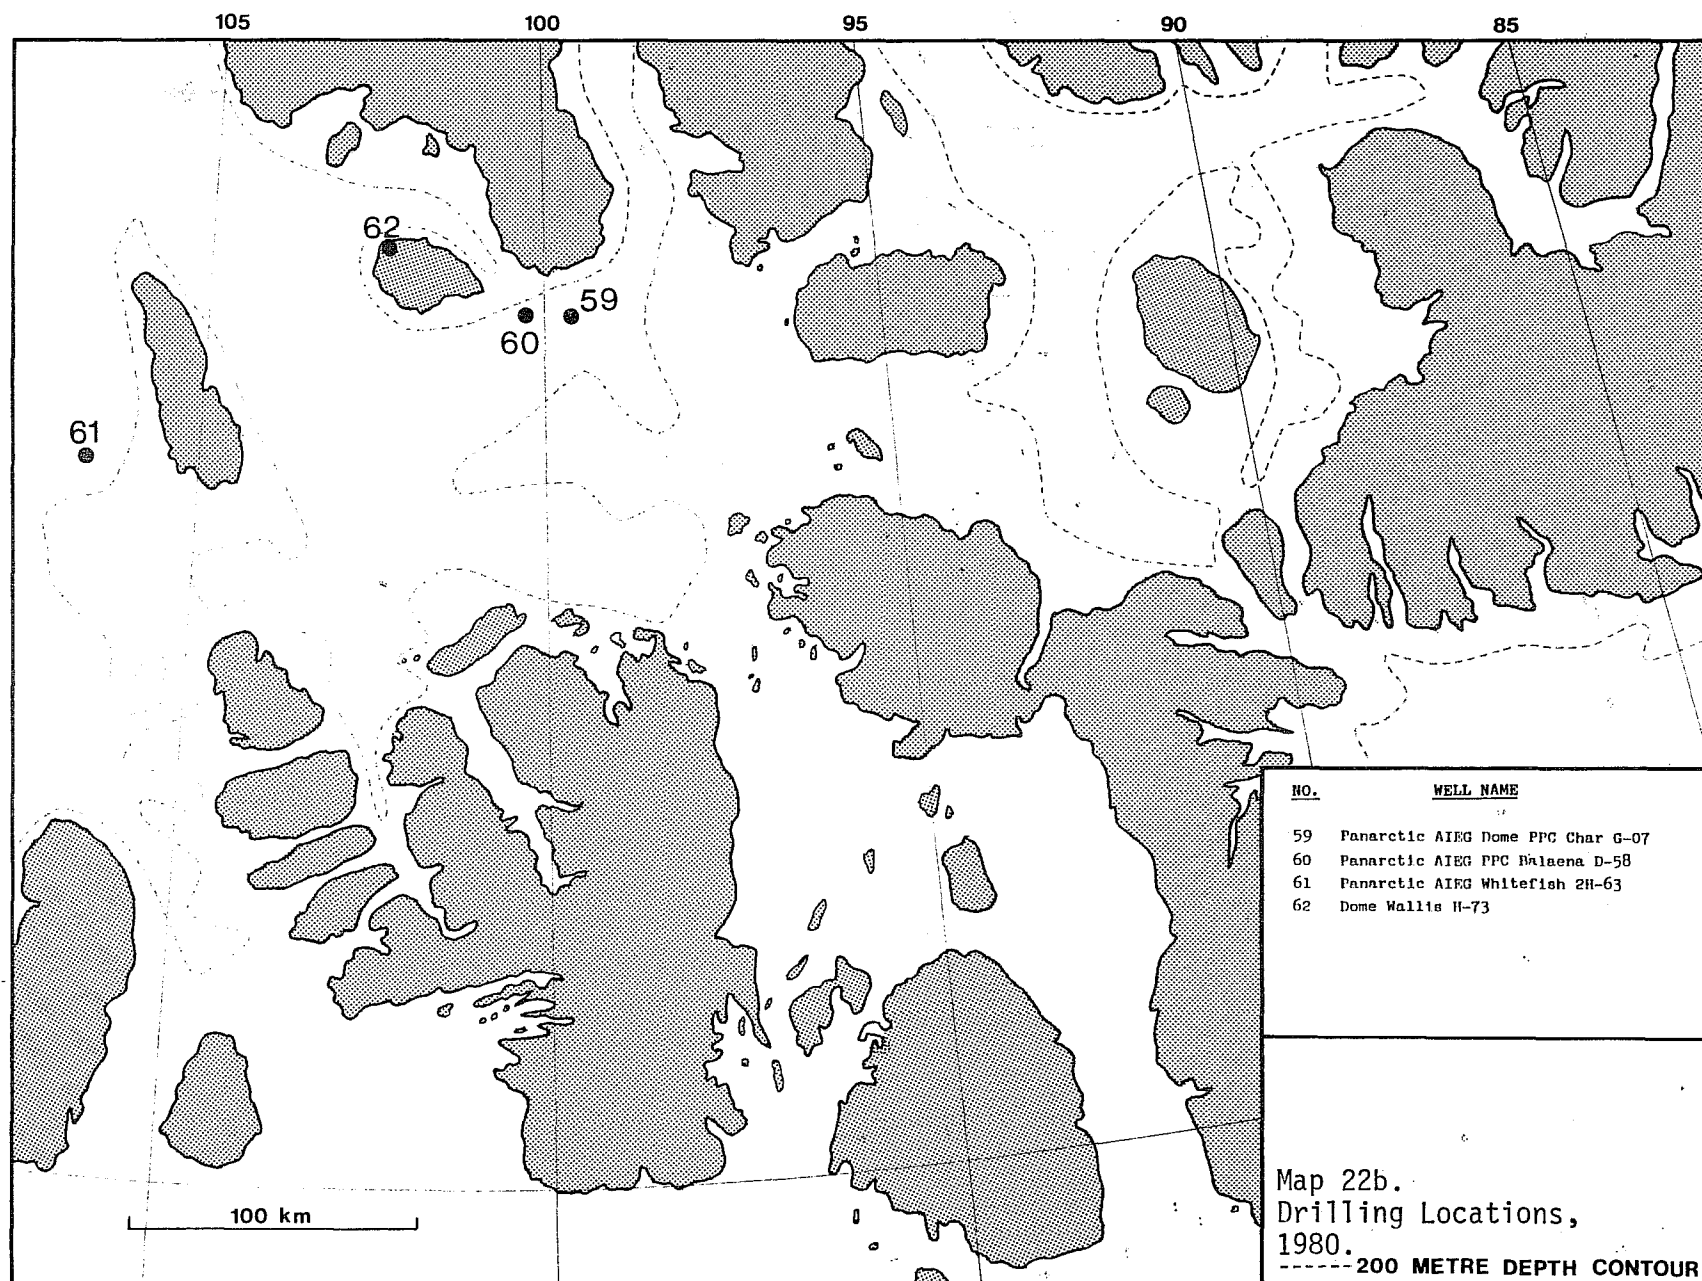 105 100 95 90 85
62
59
60
61
NO. WELL NAME
59 Panarctic AIEG Dome PPC Char G-07
60 Panarctic AIEG PPC Balaena D-58
61 Panarctic AIEG Whitefish 2H-63
62 Dome Wallis H-73
100 km
Map 22b.
Drilling Locations,
1980.
------200 METRE DEPTH CONTOUR